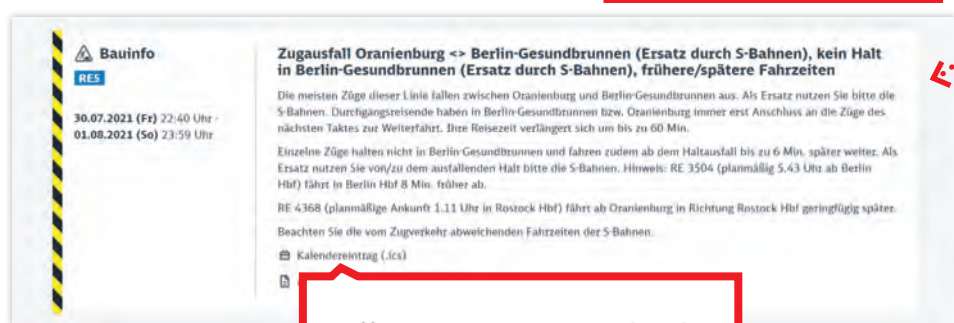 Bauinfo
RE5
30.07.2021 (Fr) 22:40 Uhr -
01.08.2021 (So) 23:59 Uhr
Zugausfall Oranienburg <> Berlin-Gesundbrunnen (Ersatz durch S-Bahnen), kein Halt
in Berlin-Gesundbrunnen (Ersatz durch S-Bahnen), frühere/spätere Fahrzeiten
Die meisten Züge dieser Linie fallen zwischen Oranienburg und Berlin-Gesundbrunnen aus. Als Ersatz nutzen Sie bitte die
S-Bahnen. Durchgangsreisende haben in Berlin-Gesundbrunnen bzw. Oranienburg immer erst Anschluss an die Züge des
nächsten Taktes zur Weiterfahrt. Ihre Reisezeit verlängert sich um bis zu 60 Min.
Einzelne Züge halten nicht in Berlin-Gesundbrunnen und fahren zudem ab dem Haltausfall bis zu 6 Min. später weiter. Als
Ersatz nutzen Sie von/zu dem ausfallenden Halt bitte die S-Bahnen. Hinweis: RE 3504 (planmäßig 5.43 Uhr ab Berlin
Hbf) fährt in Berlin Hbf 8 Min. früher ab.
RE 4368 (planmäßige Ankunft 1.11 Uhr in Rostock Hbf) fährt ab Oranienburg in Richtung Rostock Hbf geringfügig später.
Beachten Sie die vom Zugverkehr abweichenden Fahrzeiten der S-Bahnen.
Kalendereintrag (.ics)